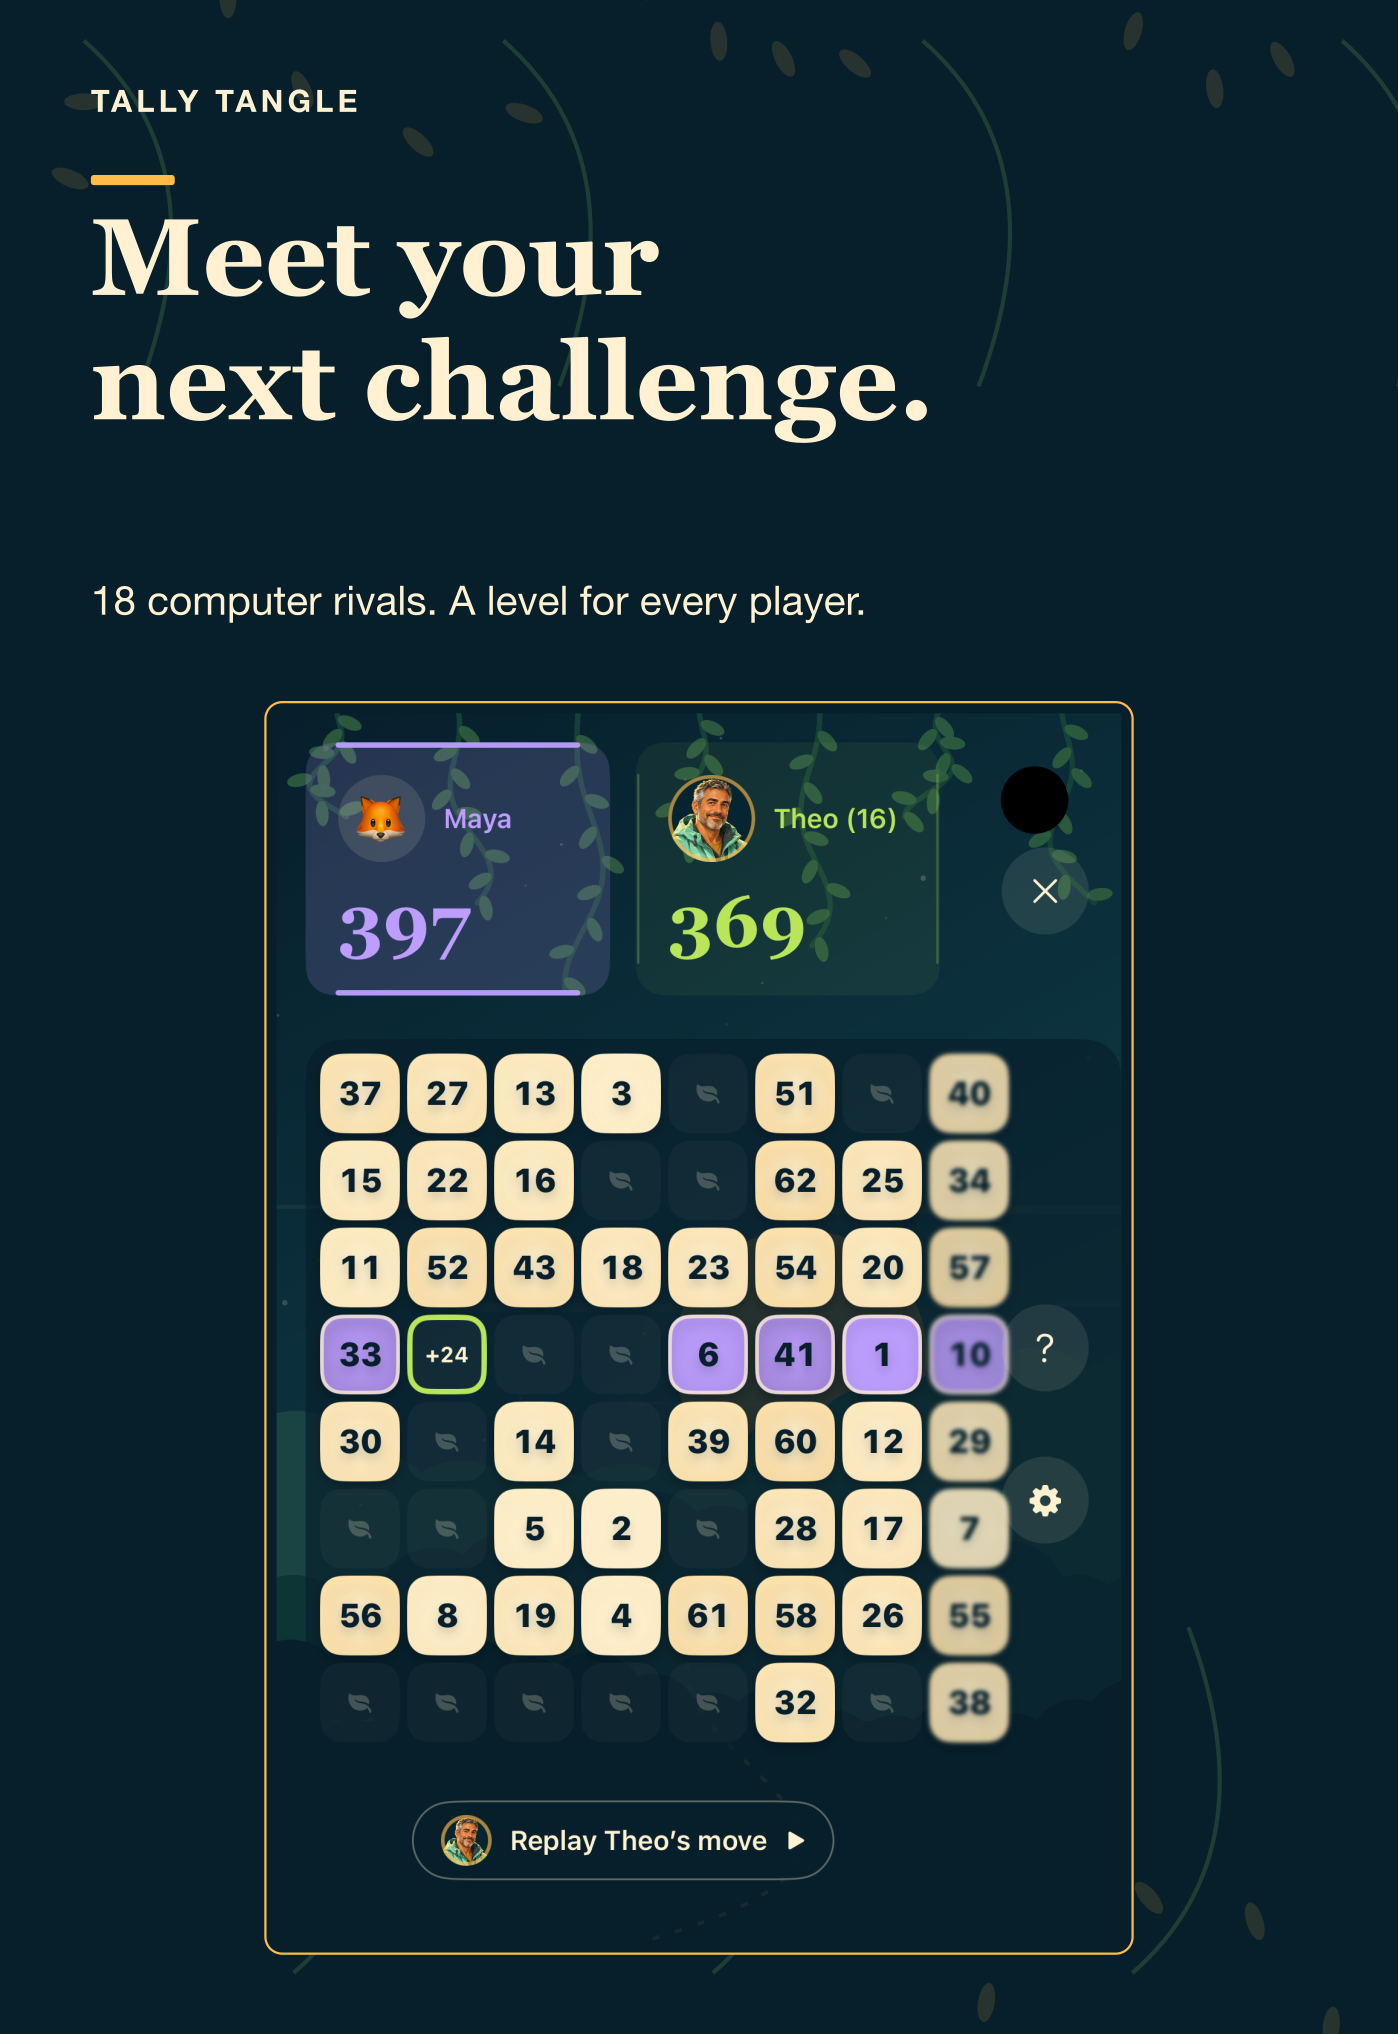 TALLY TANGLE
Meet your
next challenge.
18 computer rivals. A level for every player.
Maya
Theo (16)
397
369
37 27 13 3 51 40
15 22 16 62 25 34
11 52 43 18 23 54 20 57
33 +24 6 41 1 10
?
30 14 39 60 12 29
5 2 28 17 7
56 8 19 4 61 58 26 55
32 38
Replay Theo’s move